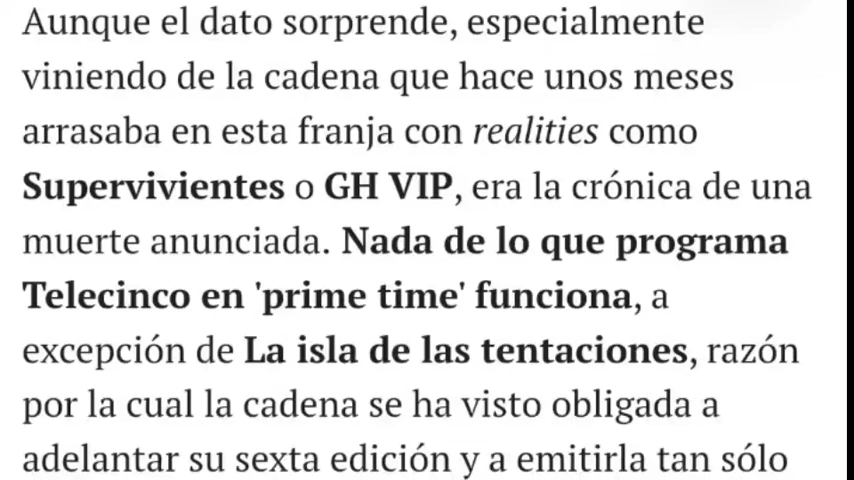 Aunque el dato sorprende, especialmente
viniendo de la cadena que hace unos meses
arrasaba en esta franja con realities como
Supervivientes o GH VIP, era la crónica de una
muerte anunciada. Nada de lo que programa
Telecinco en 'prime time' funciona, a
excepción de La isla de las tentaciones, razón
por la cual la cadena se ha visto obligada a
adelantar su sexta edición y a emitirla tan sólo